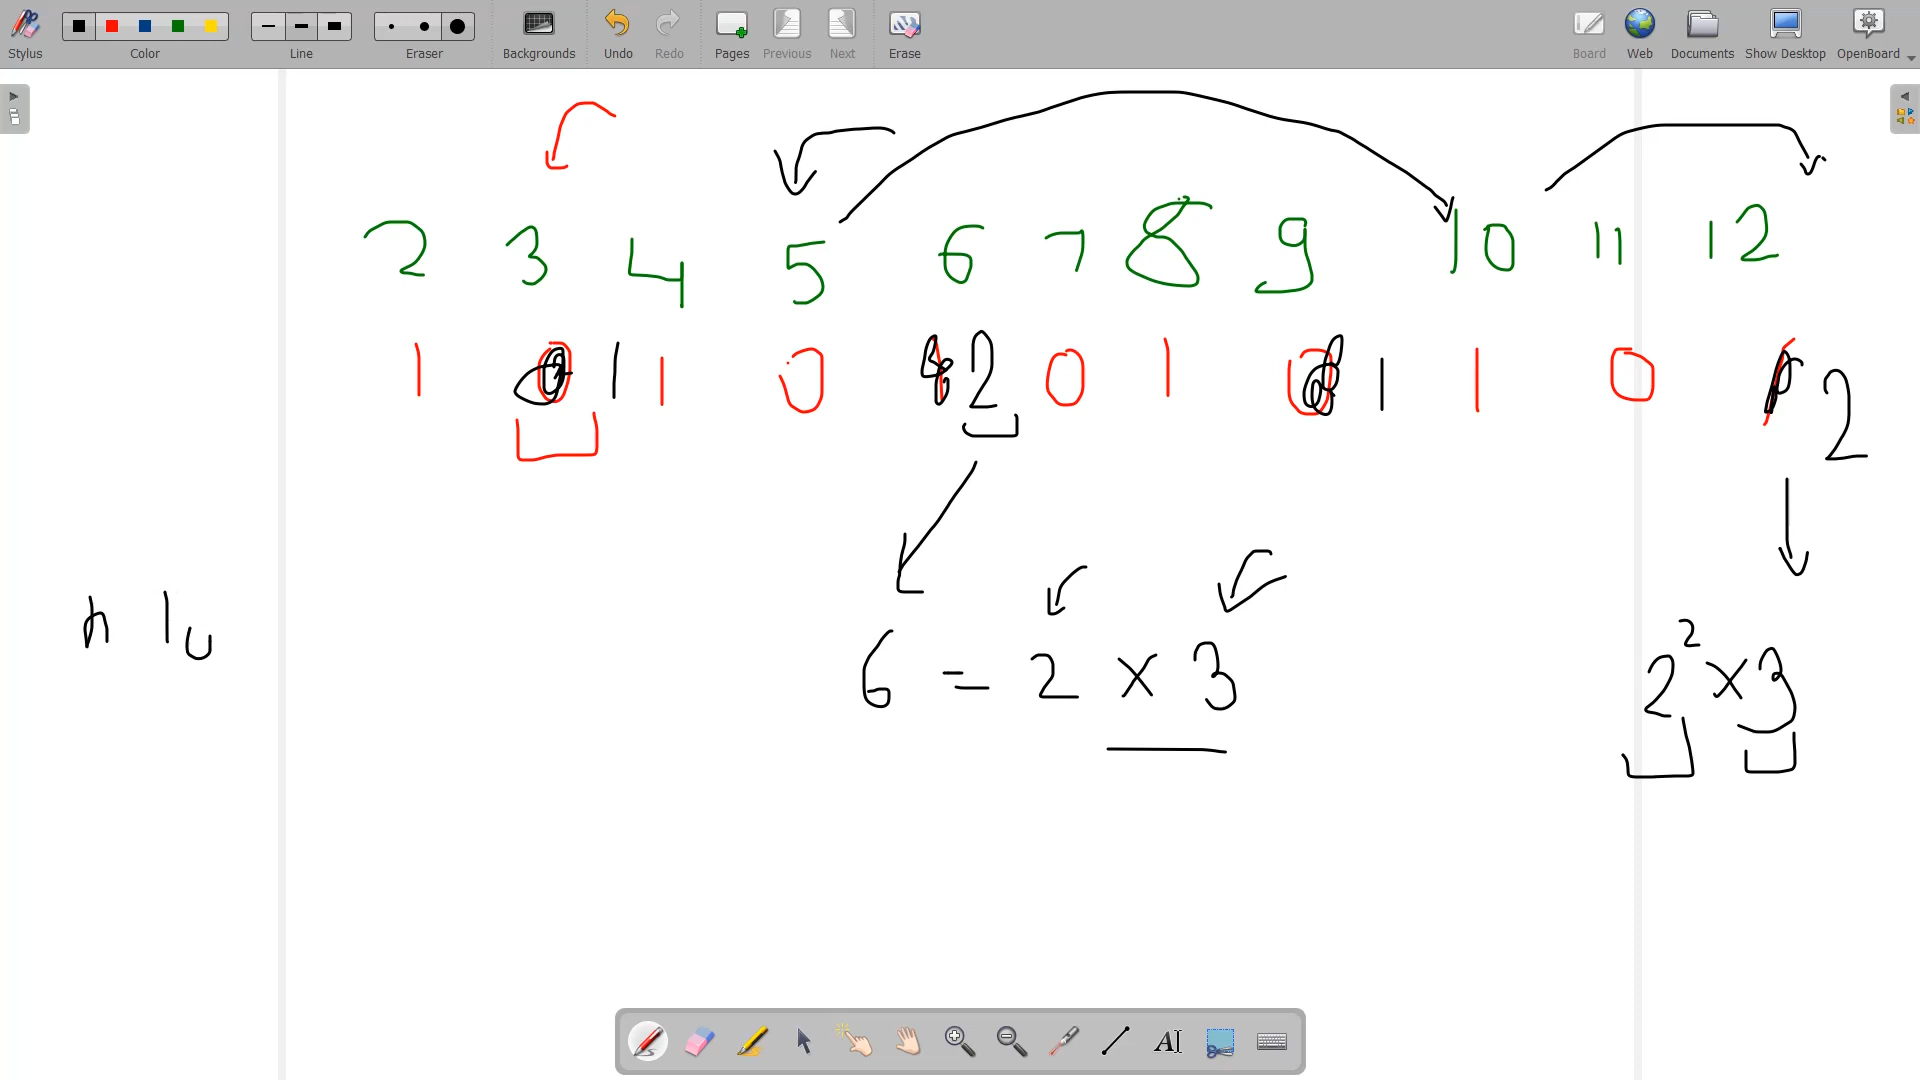 Stylus Color Line Eraser Backgrounds Undo Redo Pages Previous Next Erase Board Web Documents Show Desktop OpenBoard
2 3 4 5 6 7 8 9 10 11 12
1 1 1 0 2 0 1 1 1 0 2
6 = 2 × 3
2² × 3